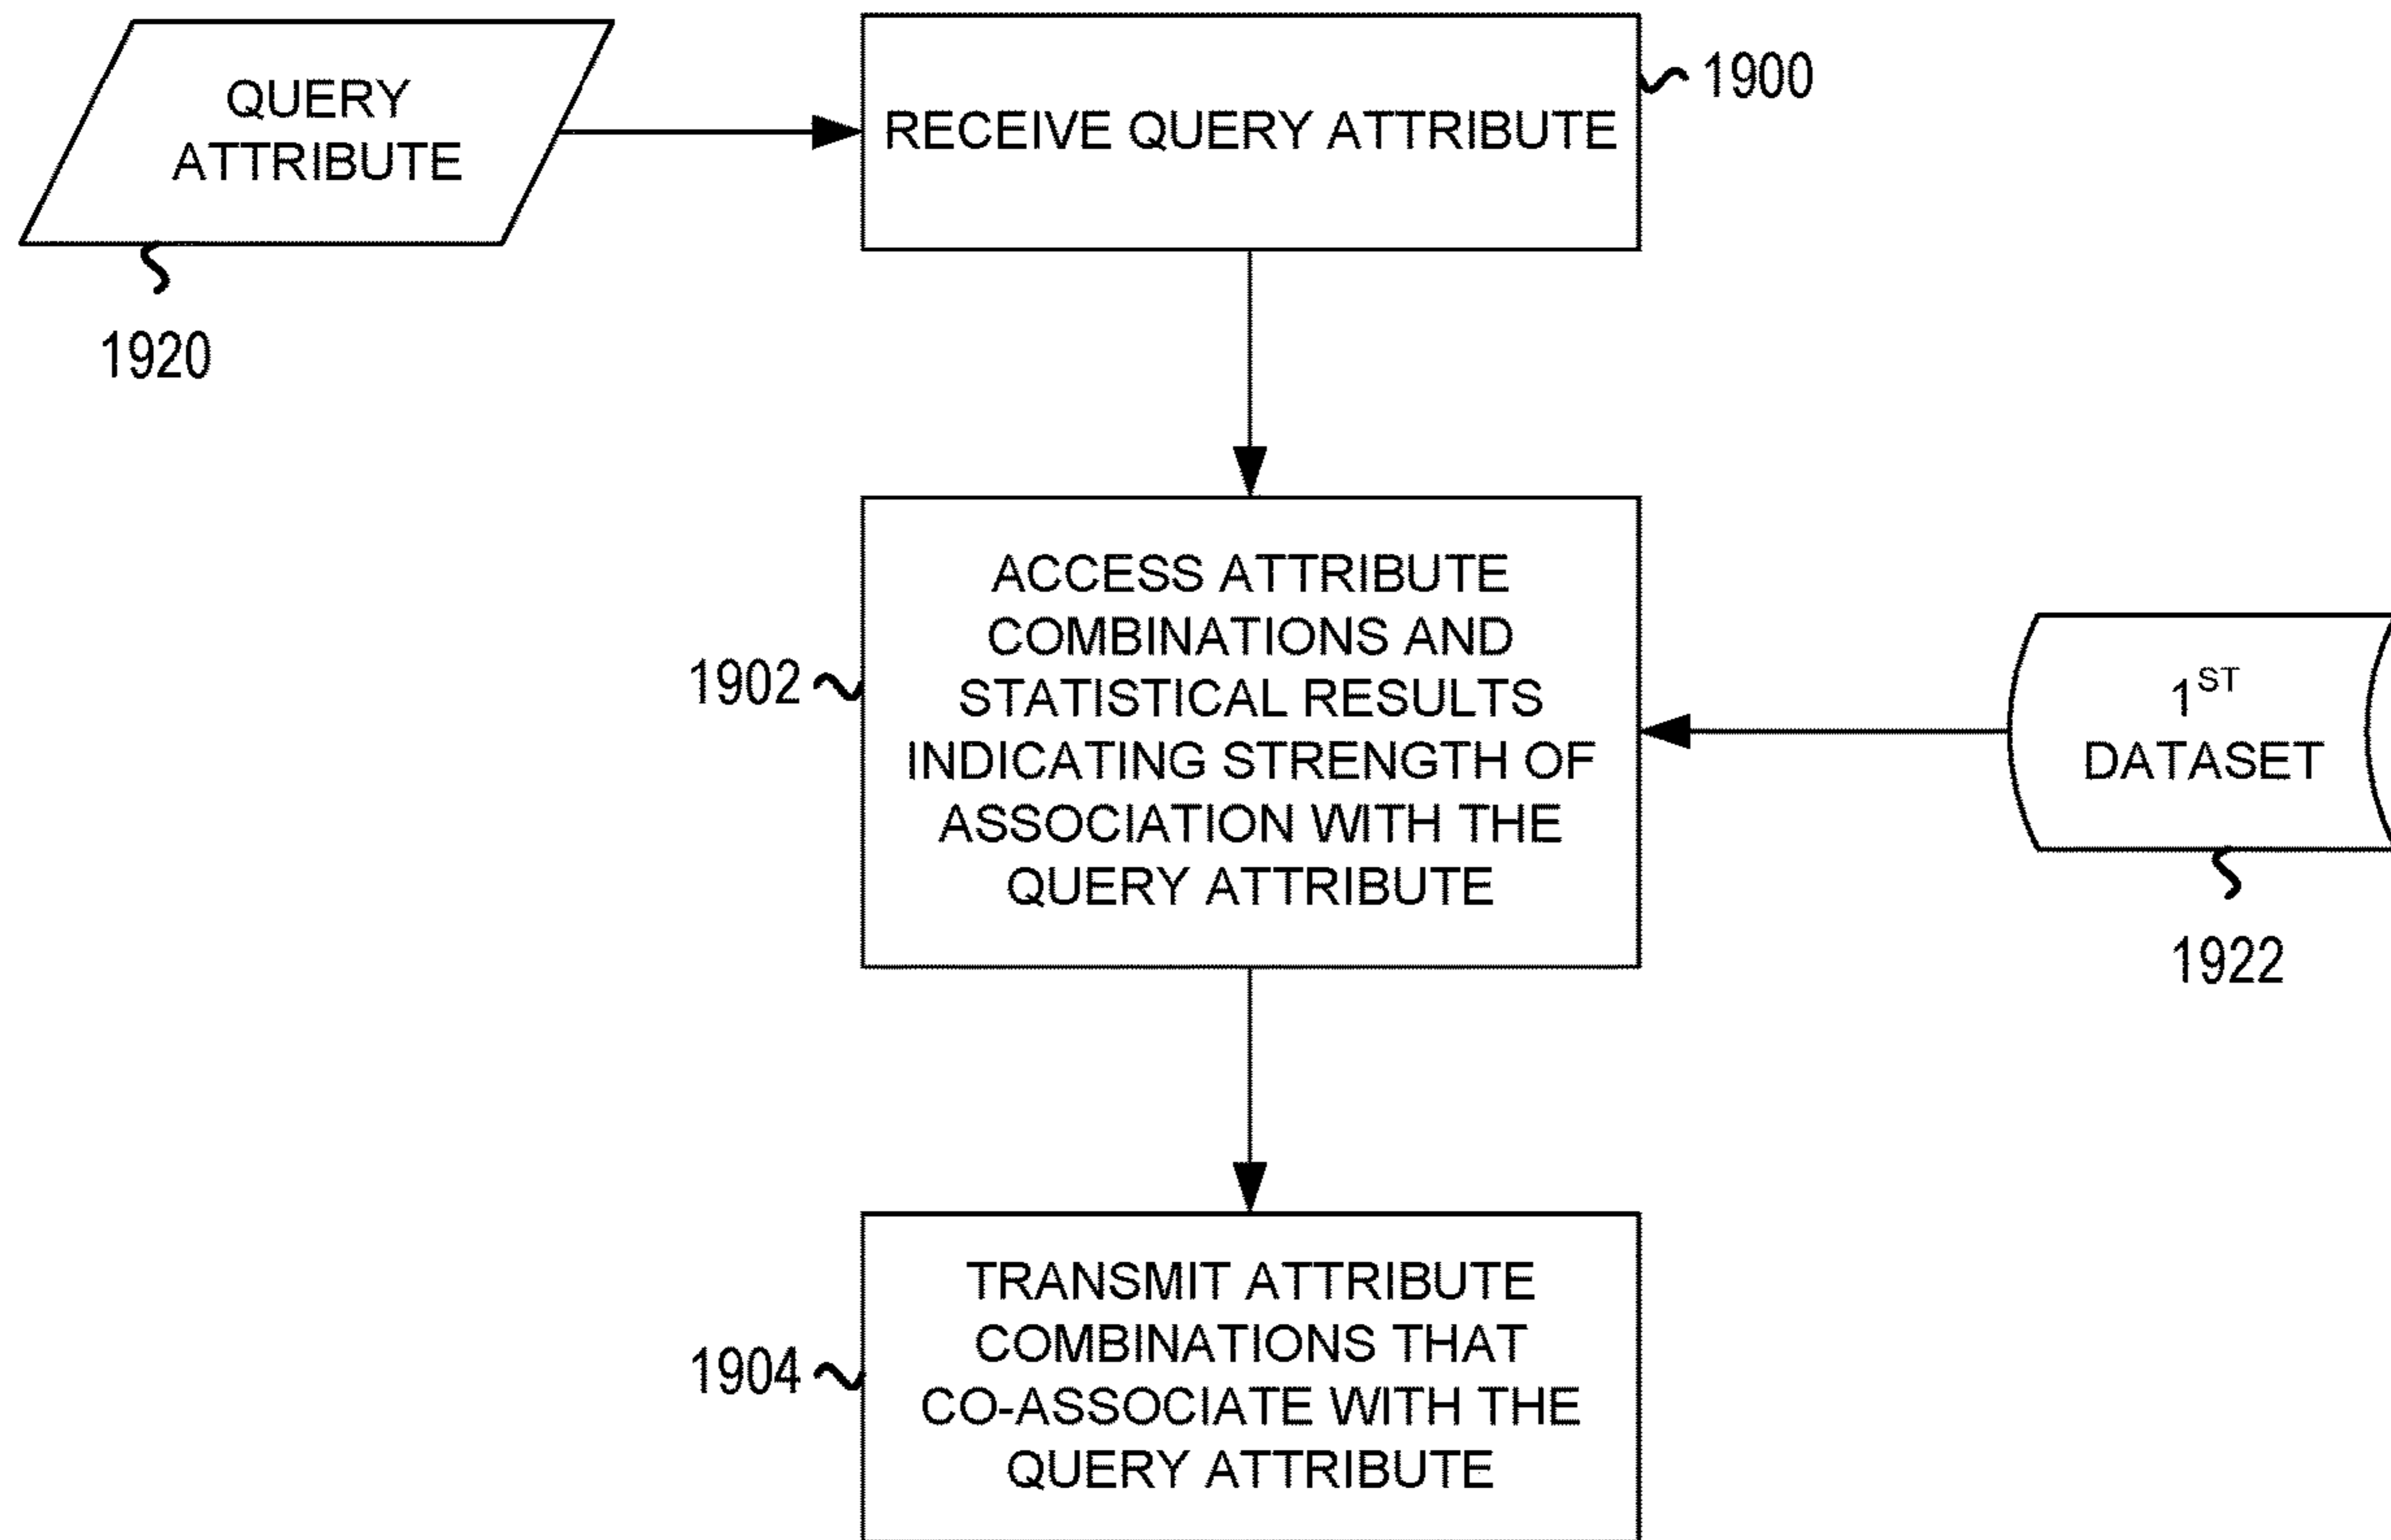 QUERY
ATTRIBUTE
1920
RECEIVE QUERY ATTRIBUTE
1900
ACCESS ATTRIBUTE
COMBINATIONS AND
STATISTICAL RESULTS
INDICATING STRENGTH OF
ASSOCIATION WITH THE
QUERY ATTRIBUTE
1902
1ST
DATASET
1922
TRANSMIT ATTRIBUTE
COMBINATIONS THAT
CO-ASSOCIATE WITH THE
QUERY ATTRIBUTE
1904